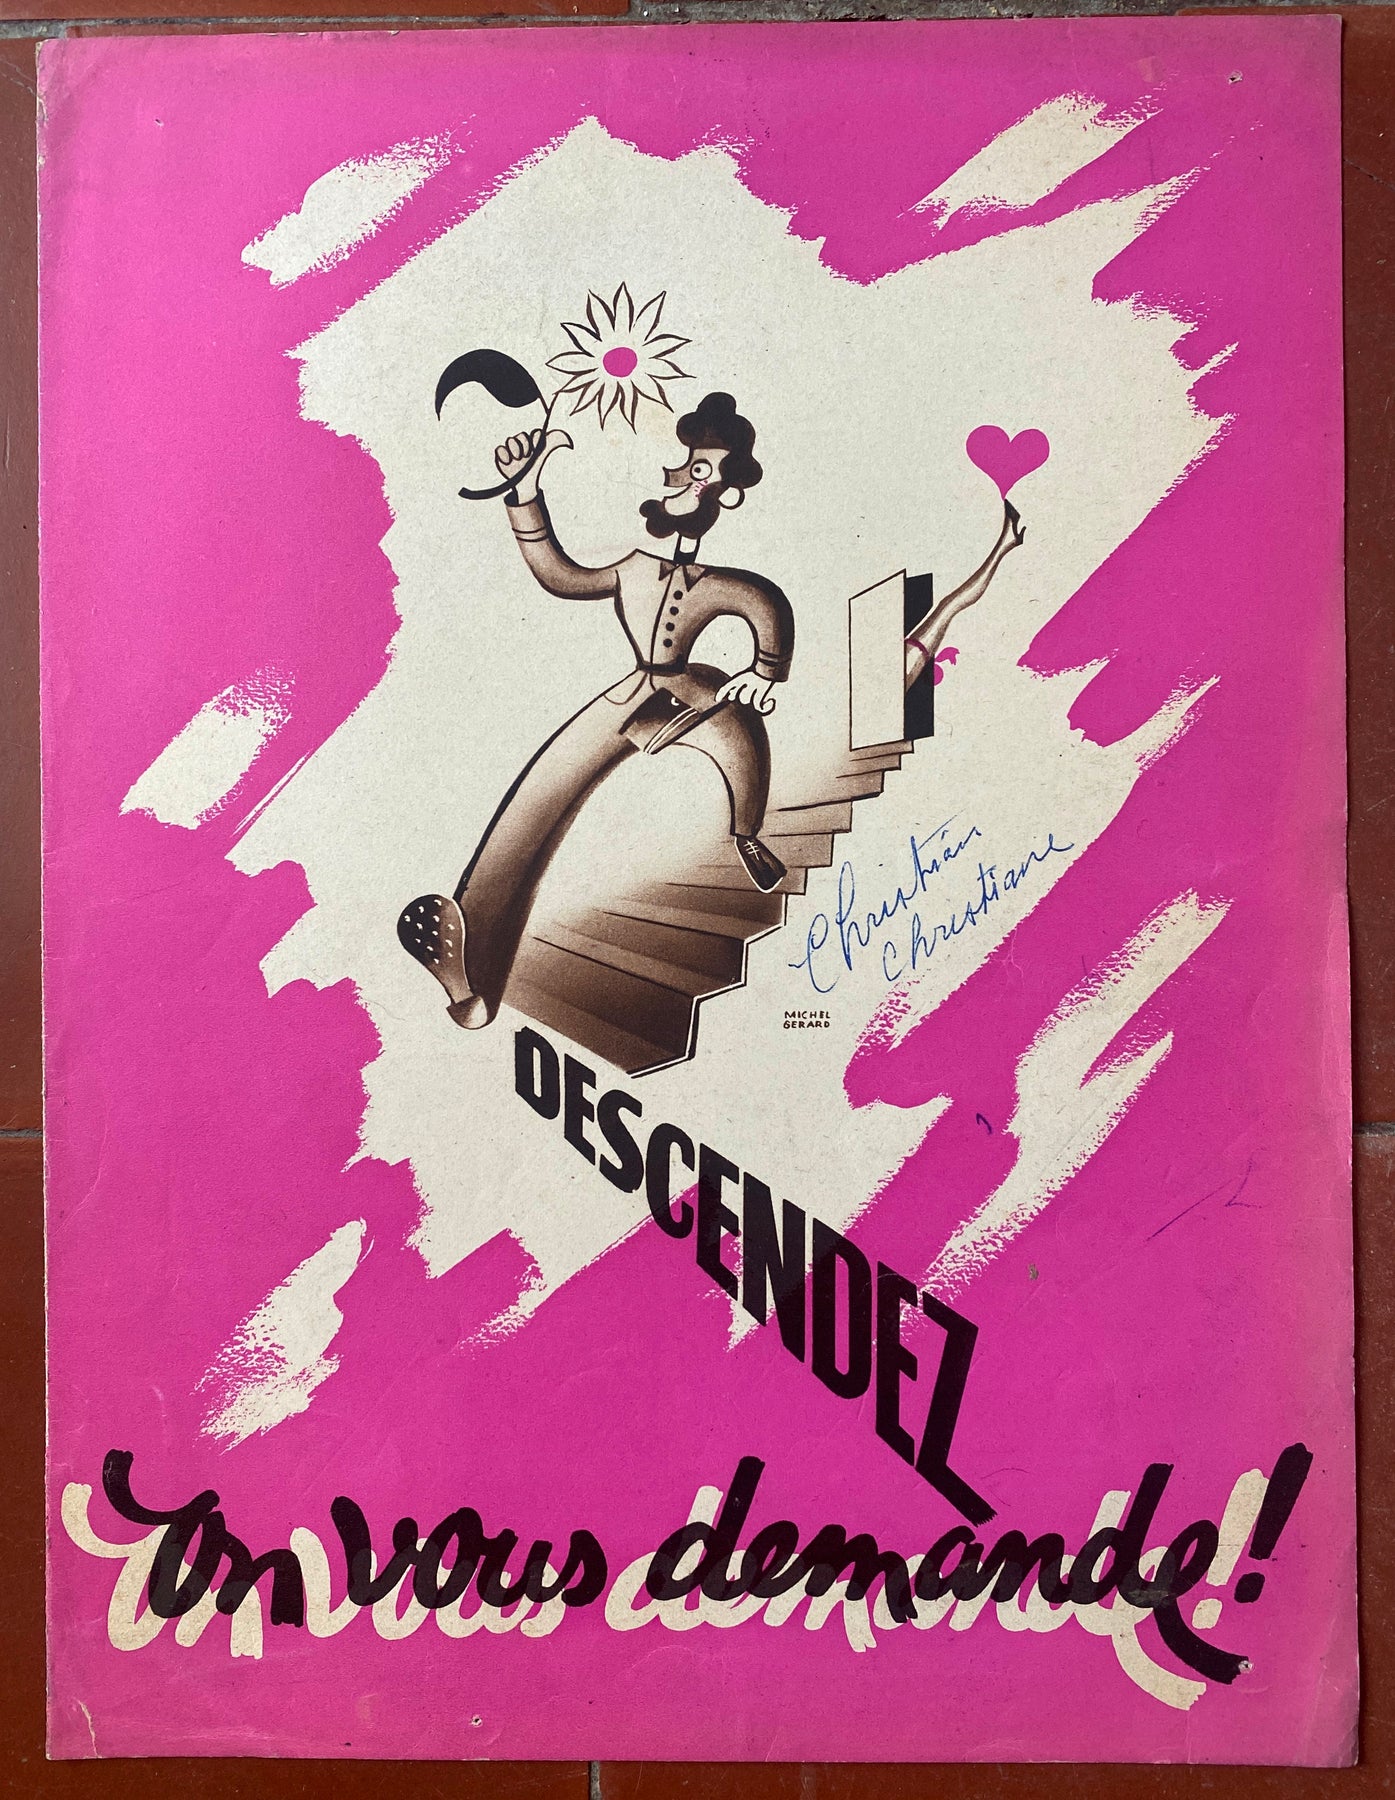 Christian
Christiane
MICHEL
GERARD
DESCENDEZ
On vous demande!